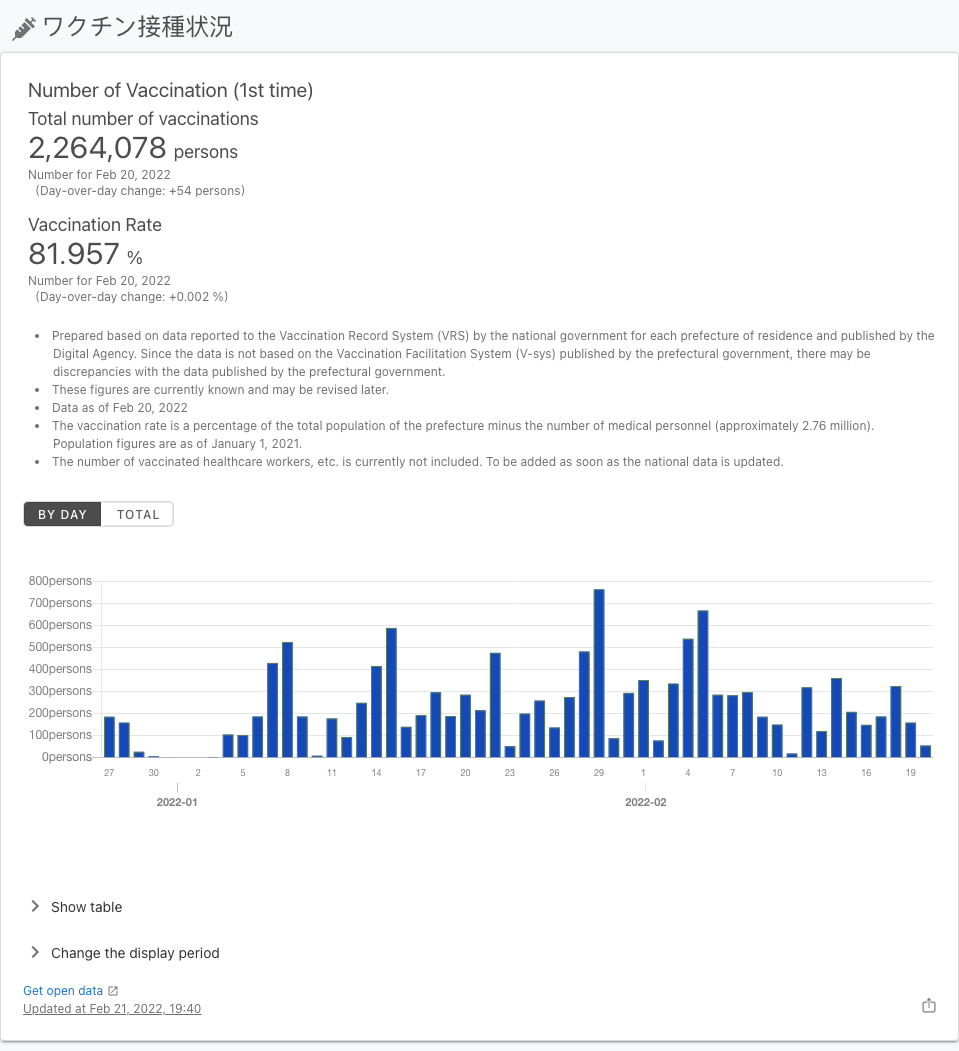 ワクチン接種状況
Number of Vaccination (1st time)
Total number of vaccinations
2,264,078 persons
Number for Feb 20, 2022
(Day-over-day change: +54 persons)
Vaccination Rate
81.957 %
Number for Feb 20, 2022
(Day-over-day change: +0.002 %)
• Prepared based on data reported to the Vaccination Record System (VRS) by the national government for each prefecture of residence and published by the
Digital Agency. Since the data is not based on the Vaccination Facilitation System (V-sys) published by the prefectural government, there may be
discrepancies with the data published by the prefectural government.
• These figures are currently known and may be revised later.
• Data as of Feb 20, 2022
• The vaccination rate is a percentage of the total population of the prefecture minus the number of medical personnel (approximately 2.76 million).
Population figures are as of January 1, 2021.
• The number of vaccinated healthcare workers, etc. is currently not included. To be added as soon as the national data is updated.
BY DAY TOTAL
800persons
700persons
600persons
500persons
400persons
300persons
200persons
100persons
0persons
27 30 2 5 8 11 14 17 20 23 26 29 1 4 7 10 13 16 19
2022-01 2022-02
Show table
Change the display period
Get open data
Updated at Feb 21, 2022, 19:40